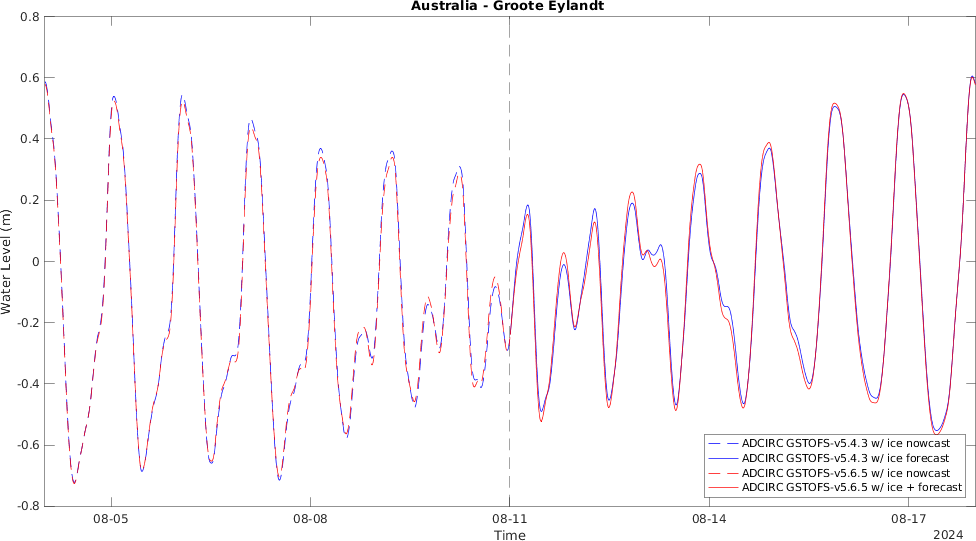 Australia - Groote Eylandt
0.8
0.6
0.4
0.2
0
-0.2
-0.4
-0.6
-0.8
Water Level (m)
08-05
08-08
08-11
08-14
08-17
Time
2024
ADCIRC GSTOFS-v5.4.3 w/ ice nowcast
ADCIRC GSTOFS-v5.4.3 w/ ice forecast
ADCIRC GSTOFS-v5.6.5 w/ ice nowcast
ADCIRC GSTOFS-v5.6.5 w/ ice + forecast